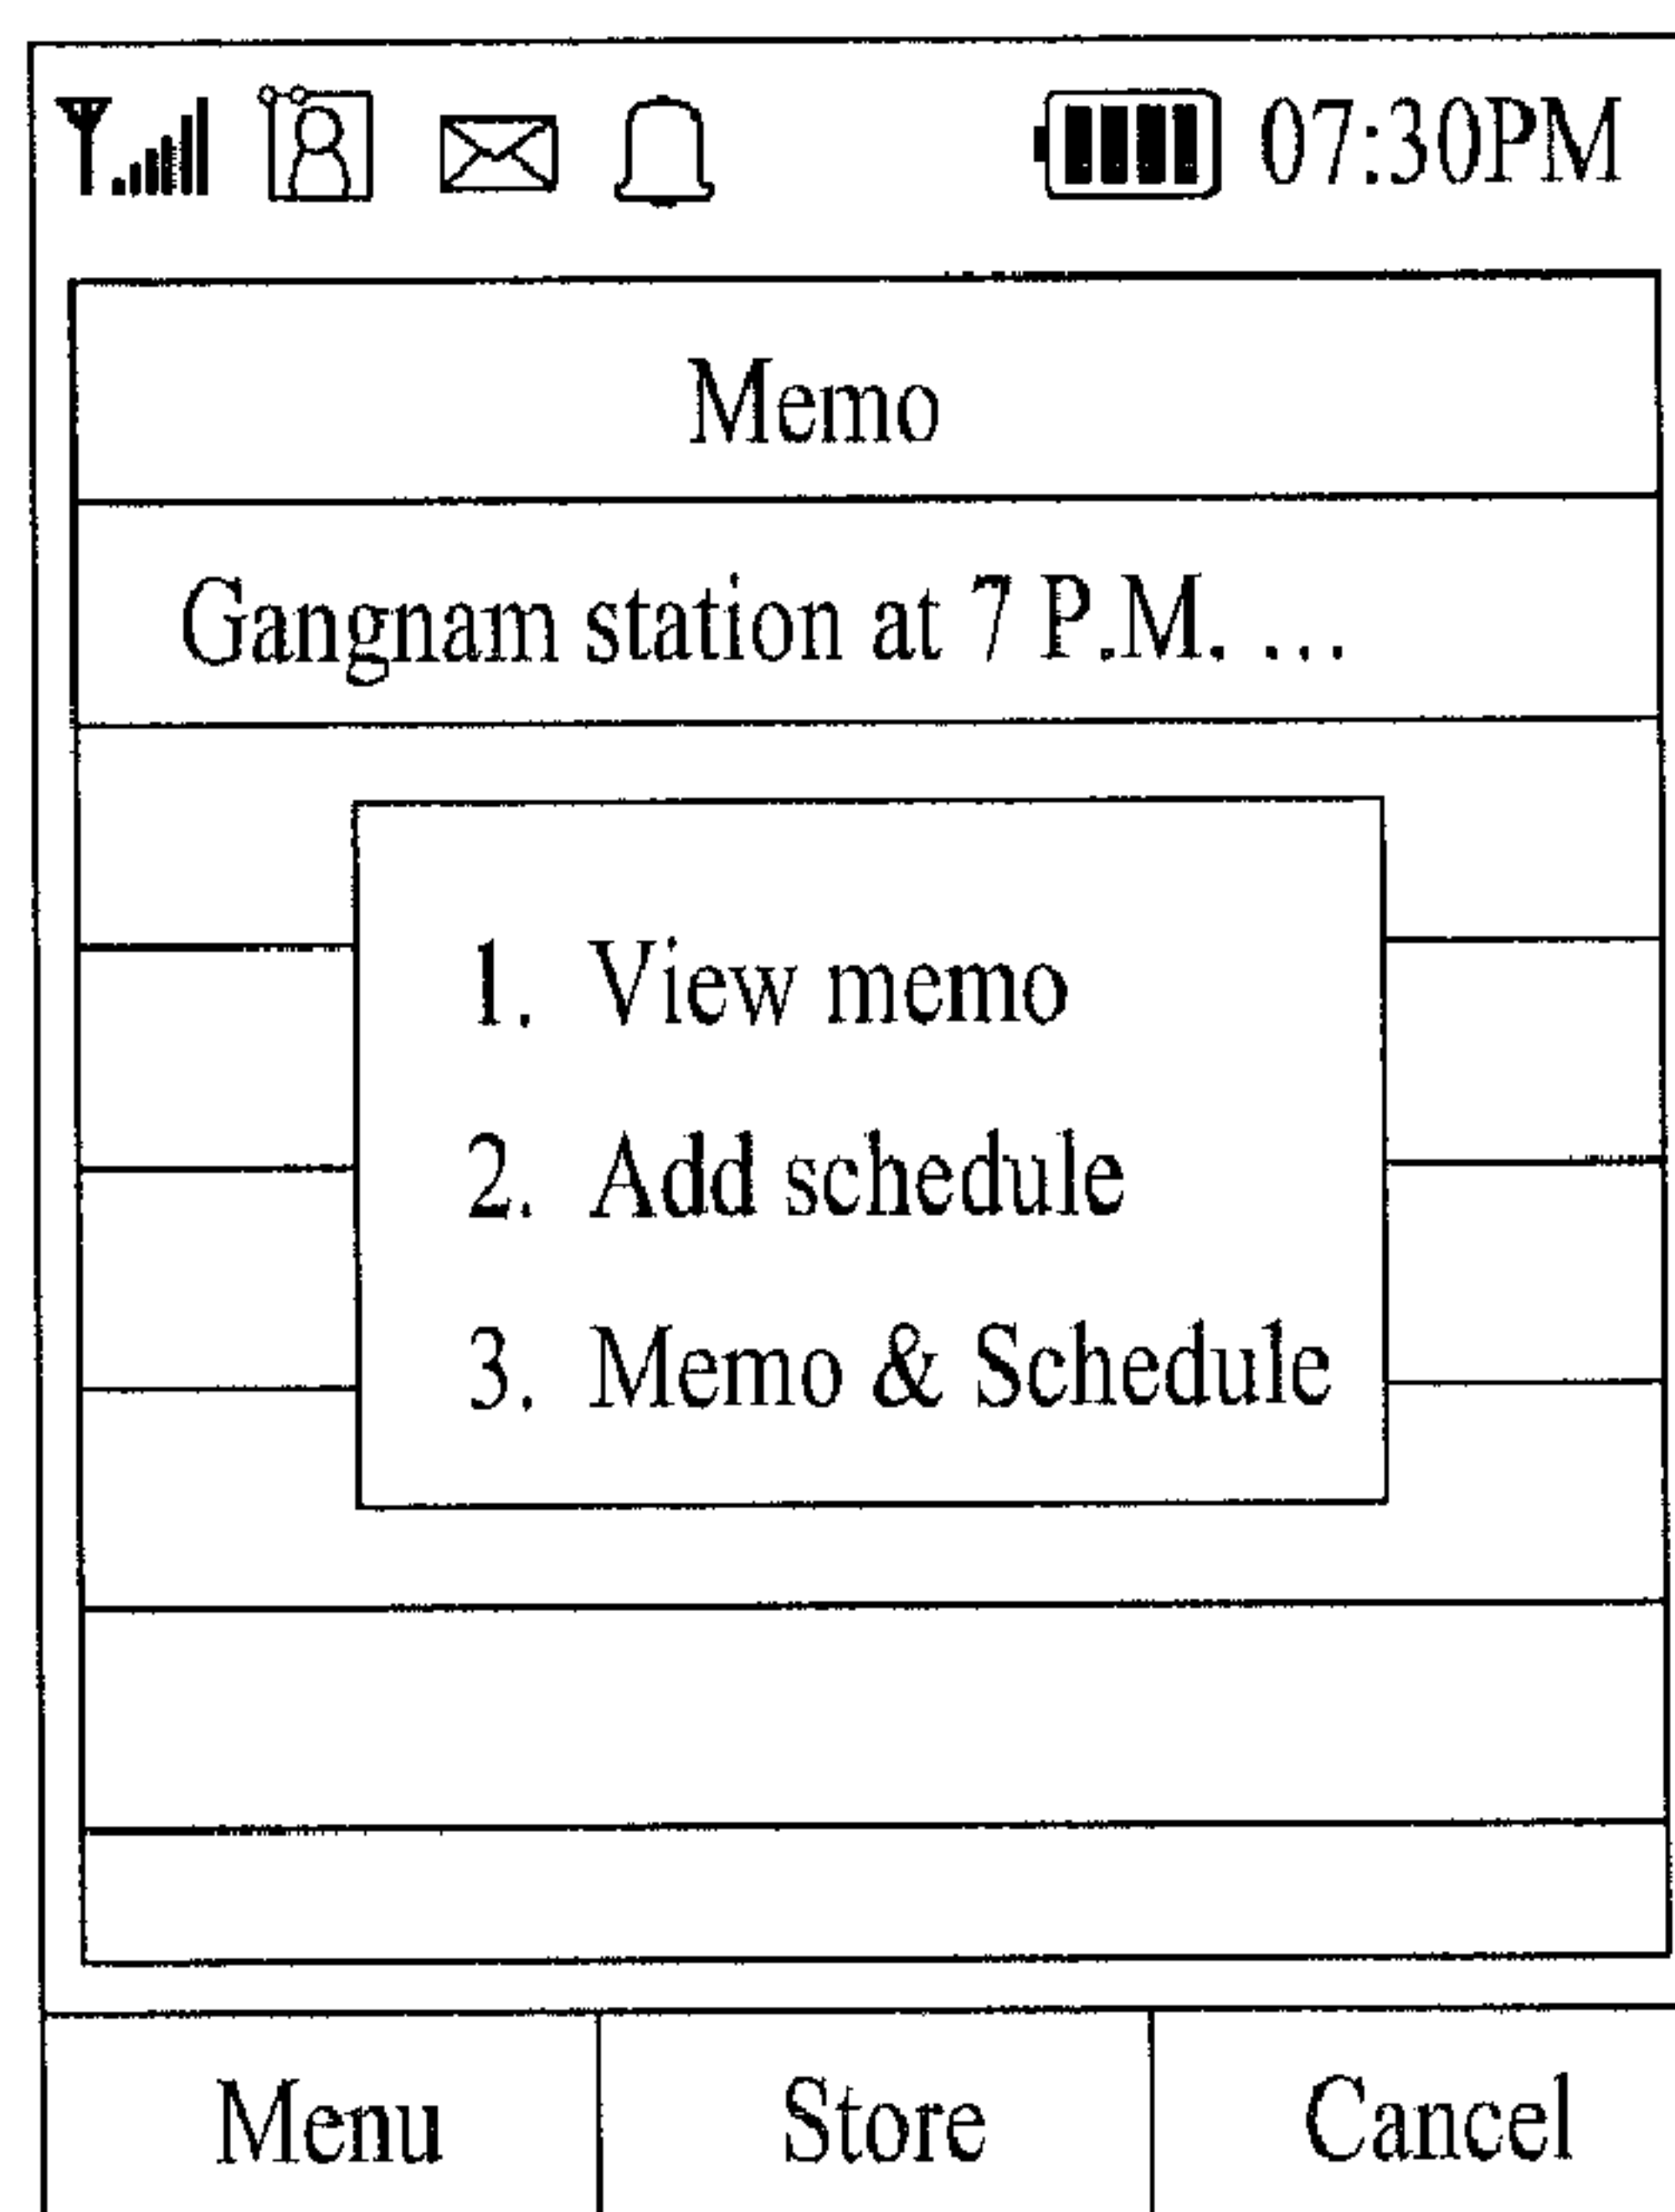 07:30PM
Memo
Gangnam station at 7 P.M. ...
1. View memo
2. Add schedule
3. Memo & Schedule
Menu Store Cancel